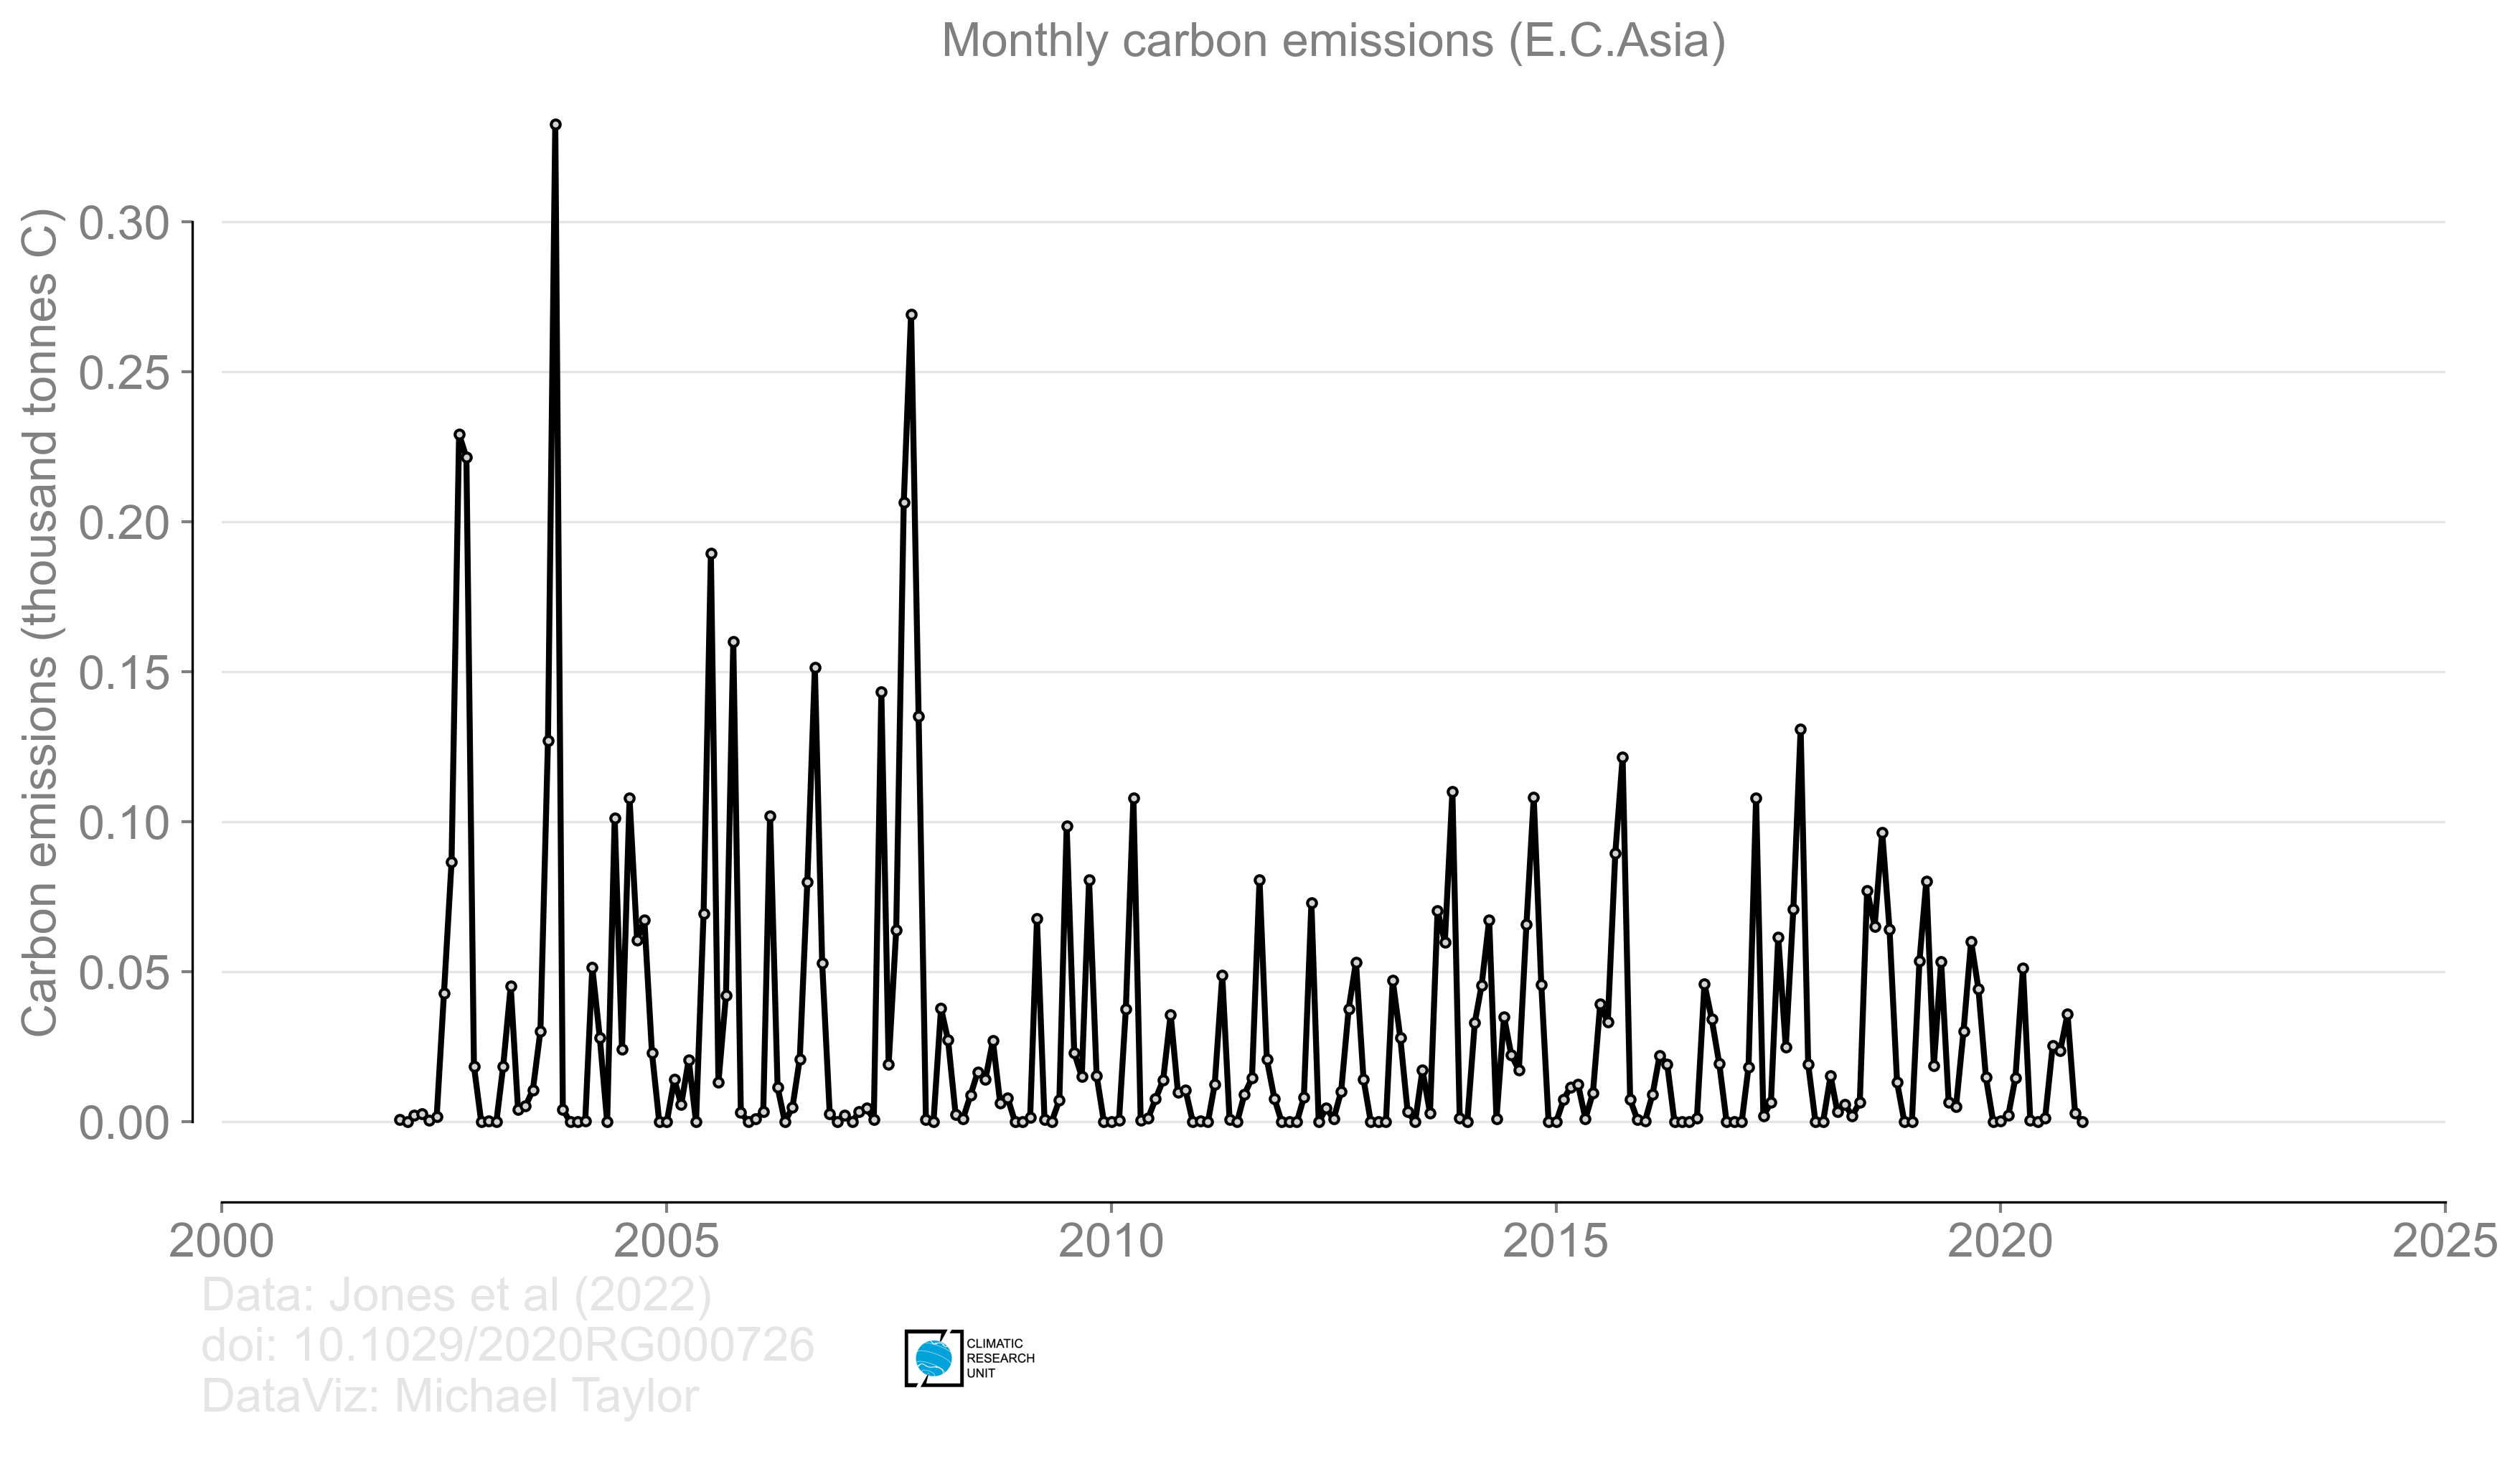 Monthly carbon emissions (E.C.Asia)
Carbon emissions (thousand tonnes C)
0.30
0.25
0.20
0.15
0.10
0.05
0.00
2000
2005
2010
2015
2020
2025
Data: Jones et al (2022)
doi: 10.1029/2020RG000726
DataViz: Michael Taylor
CLIMATIC
RESEARCH
UNIT